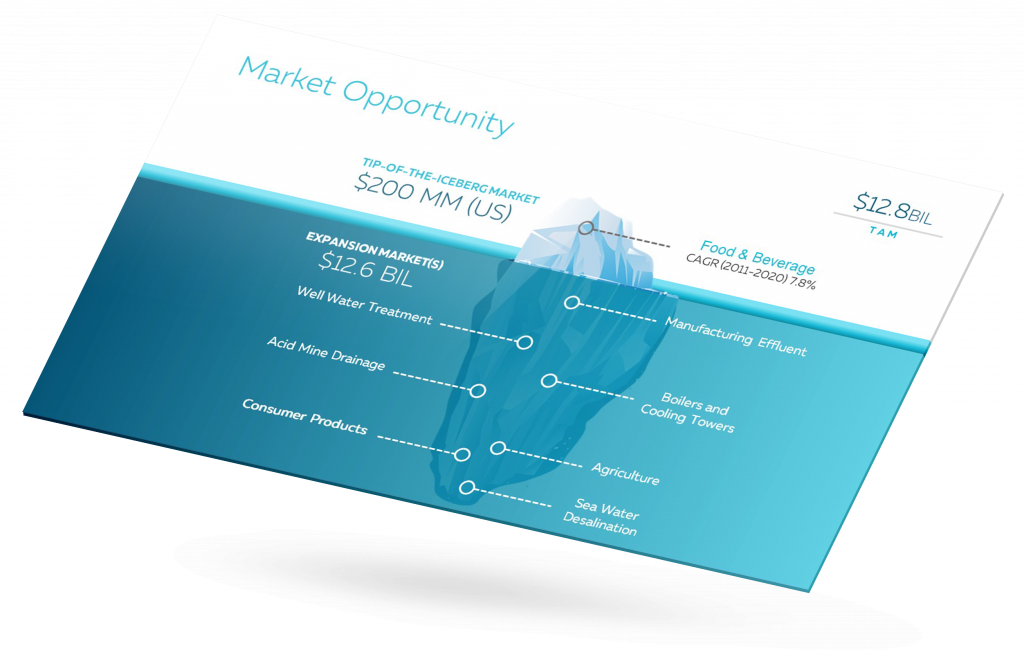 Market Opportunity
TIP-OF-THE-ICEBERG MARKET
$200 MM (US)
$12.8BIL
TAM
Food & Beverage
CAGR (2011-2020) 7.8%
EXPANSION MARKET(S)
$12.6 BIL
Well Water Treatment
Manufacturing Effluent
Acid Mine Drainage
Boilers and
Cooling Towers
Consumer Products
Agriculture
Sea Water
Desalination